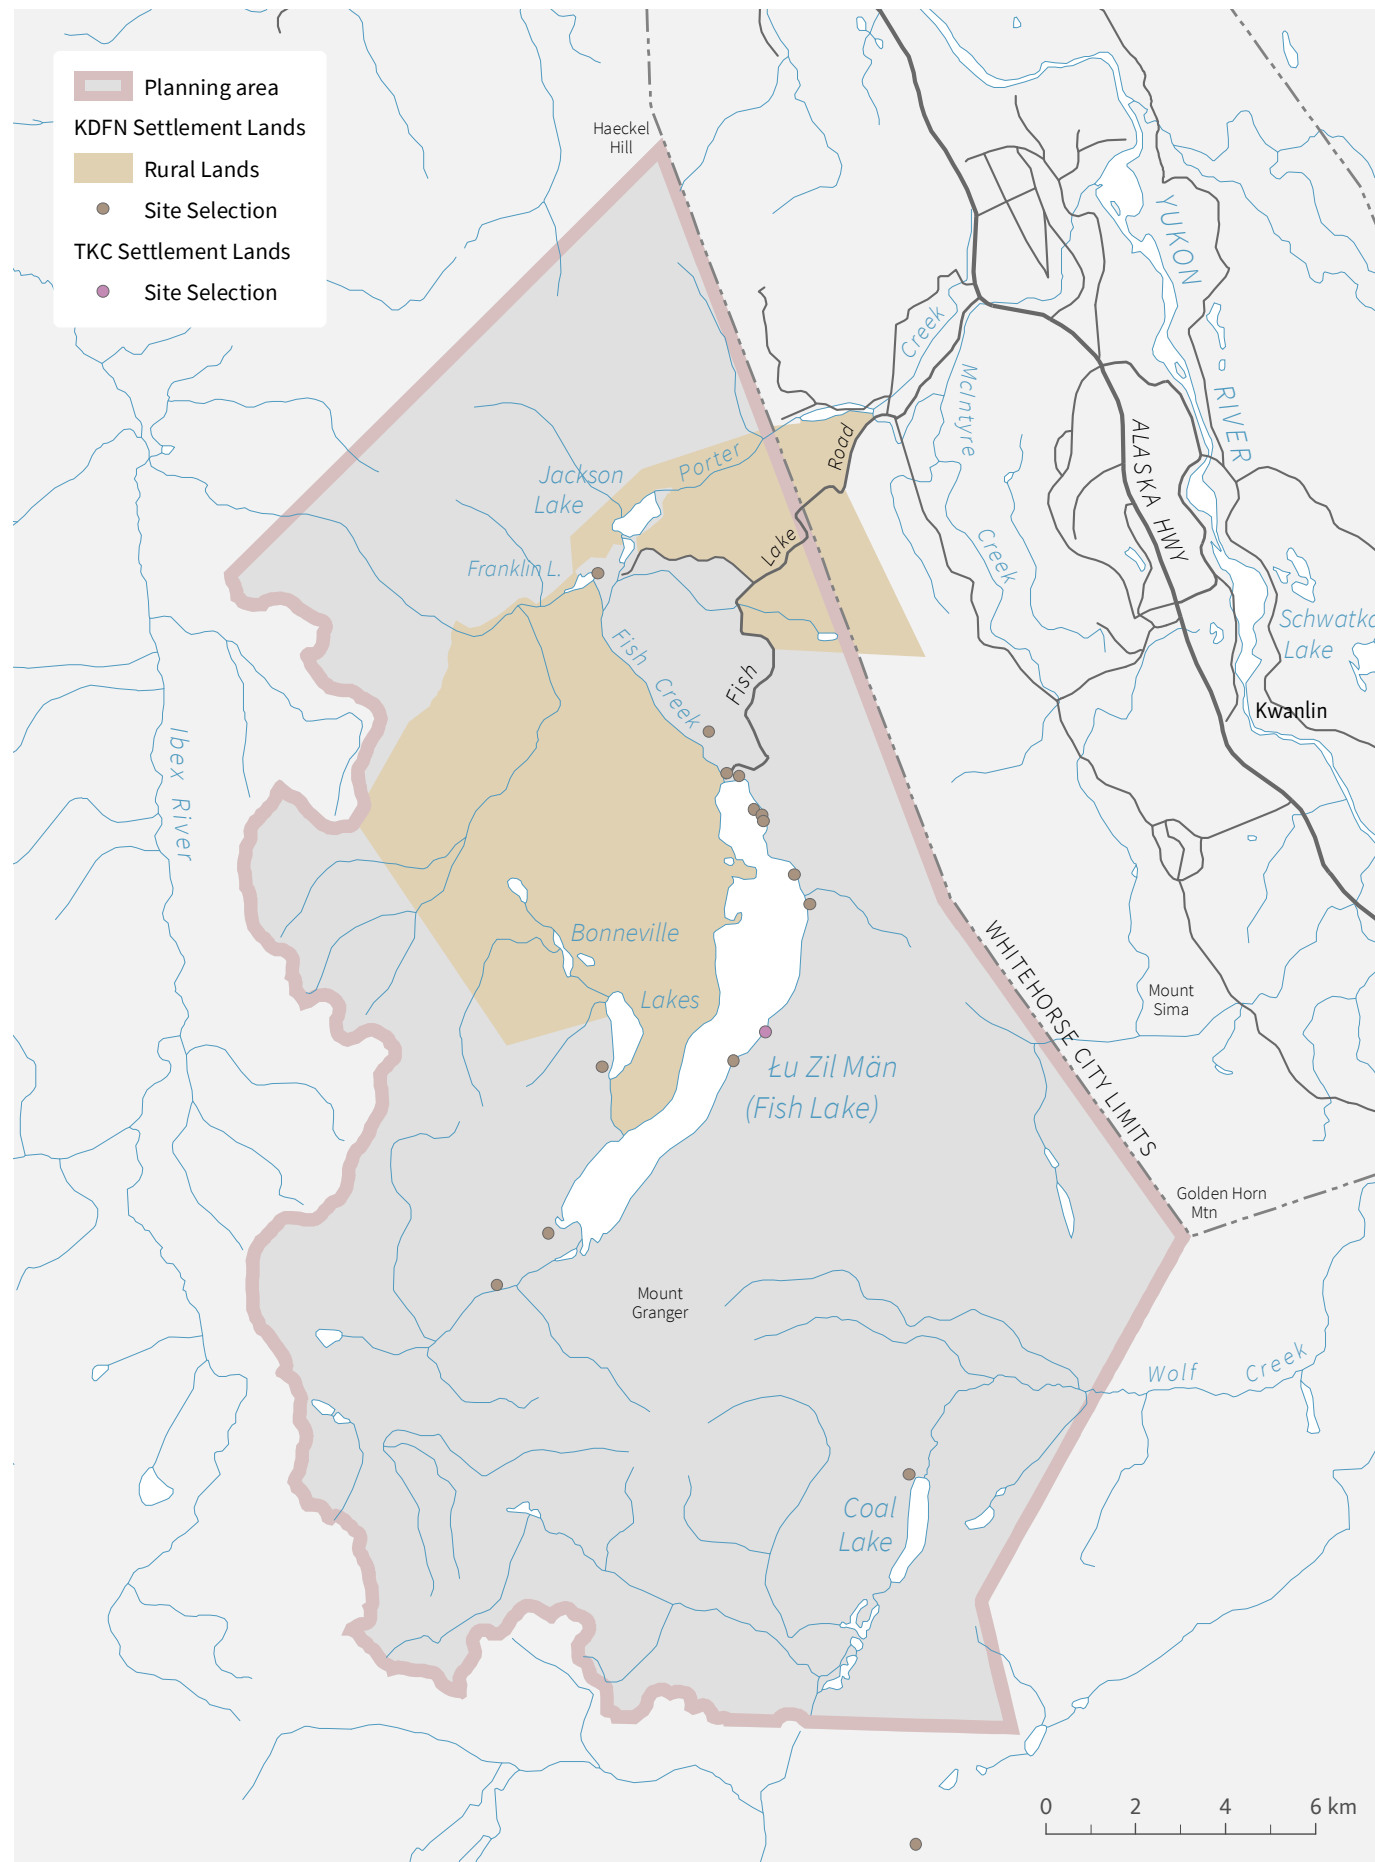 Planning area
KDFN Settlement Lands
Rural Lands
Site Selection
TKC Settlement Lands
Site Selection
Haeckel
Hill
YUKON
RIVER
Creek
McIntyre
Creek
ALASKA HWY
Porter
Road
Lake
Fish
Jackson
Lake
Franklin L.
Fish
Creek
Schwatka
Lake
Kwanlin
Ibex River
Bonneville
Lakes
WHITEHORSE CITY LIMITS
Mount
Sima
Łu Zil Män
(Fish Lake)
Golden Horn
Mtn
Mount
Granger
Wolf Creek
Coal
Lake
0 2 4 6 km